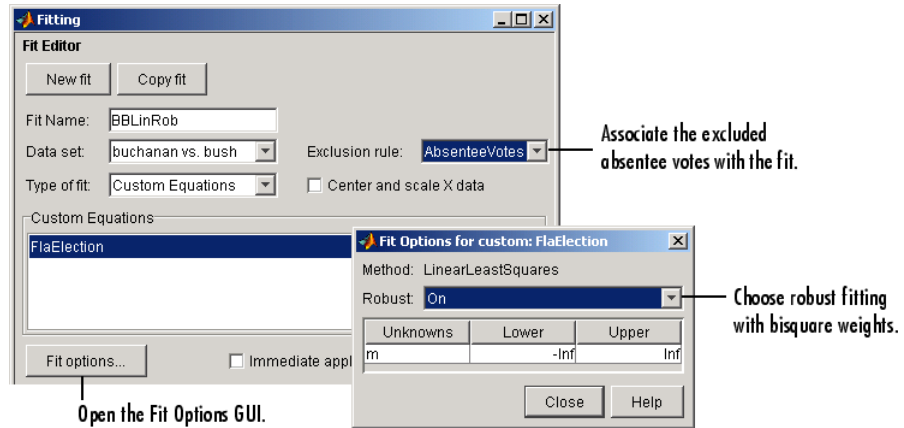 Fitting
Fit Editor
New fit
Copy fit
Fit Name: BBLinRob
Data set: buchanan vs. bush
Exclusion rule: AbsenteeVotes
Type of fit: Custom Equations
Center and scale X data
Custom Equations
FlaElection
Fit options...
Immediate appl
Fit Options for custom: FlaElection
Method: LinearLeastSquares
Robust: On
Unknowns Lower Upper
m -Inf Inf
Close
Help
Associate the excluded
absentee votes with the fit.
Choose robust fitting
with bisquare weights.
Open the Fit Options GUI.